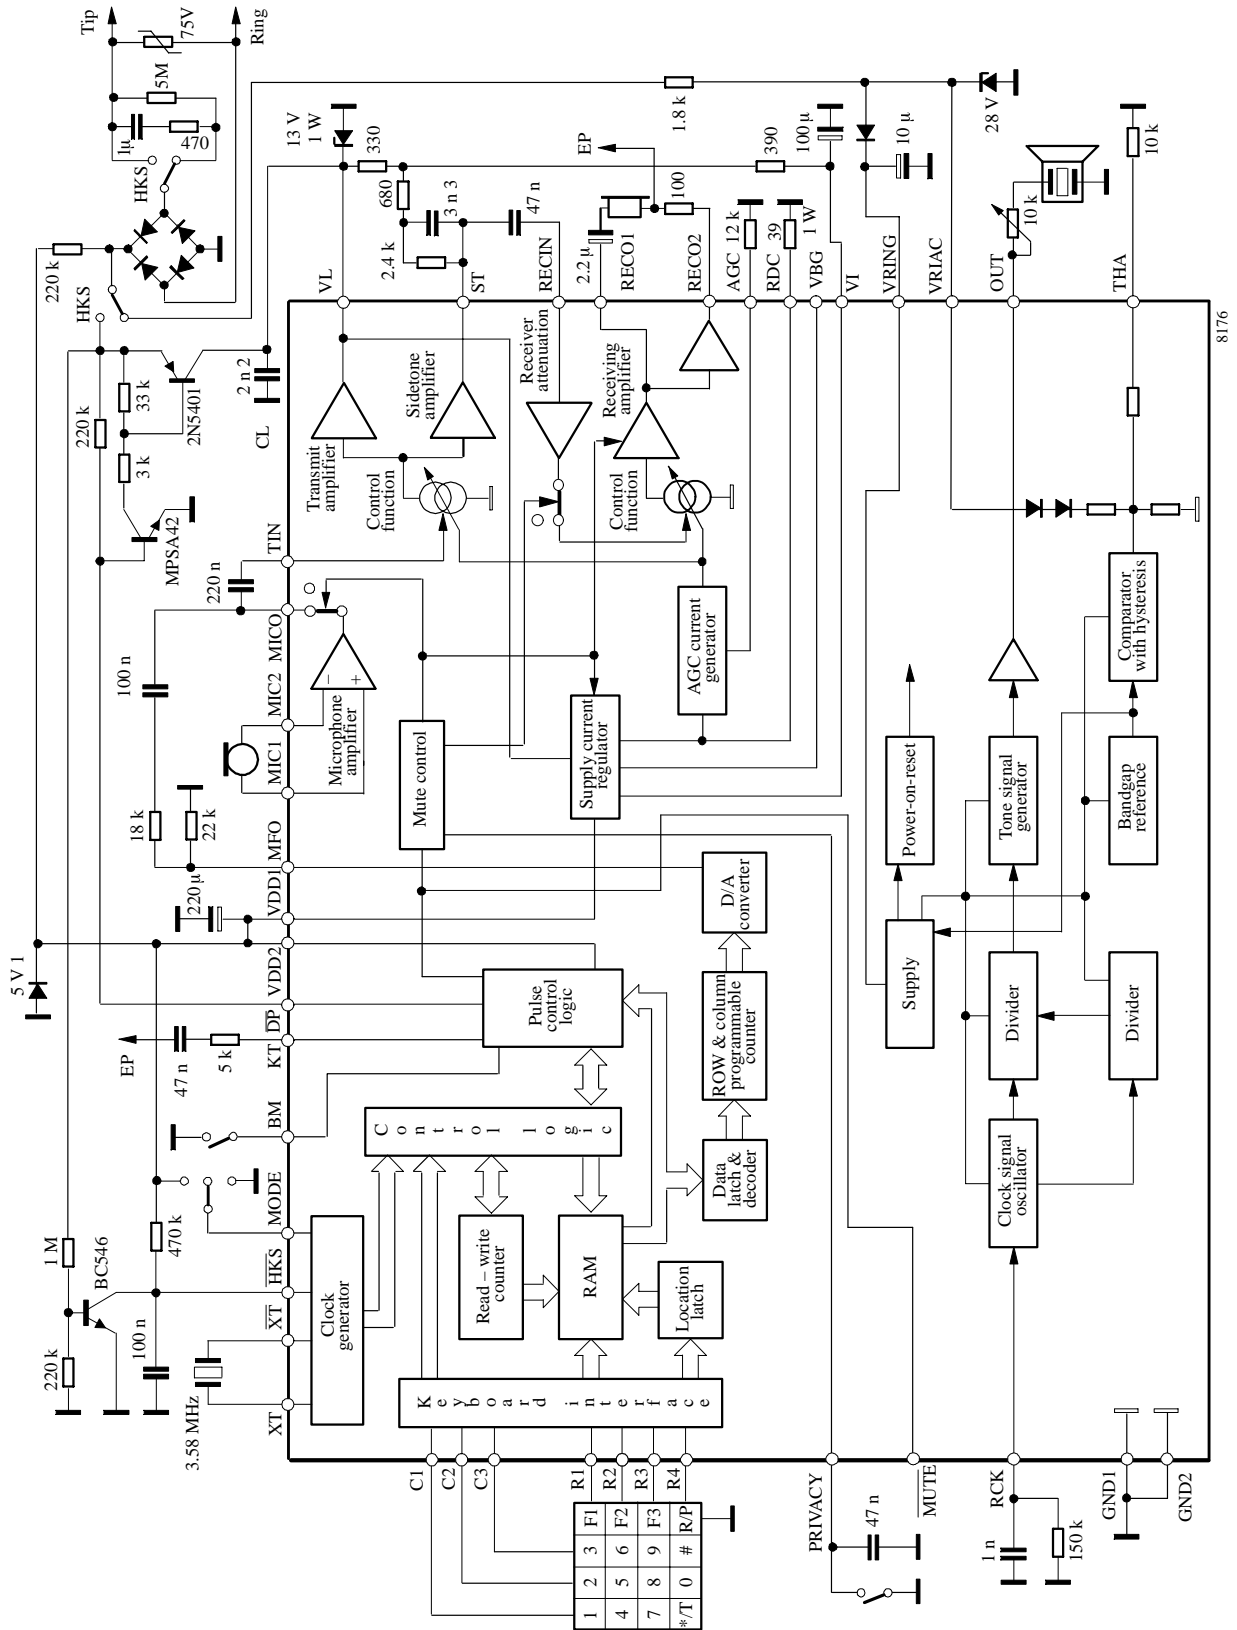 Tip
75V
Ring
5M
1µ
470
HKS
220 k
HKS
220 k
33 k
3 k
2N5401
MPSA42
2 n 2
CL
13 V
1 W
330
680
2.4 k
3 n 3
47 n
EP
2.2 µ
100
1.8 k
390
100 µ
10 µ
28 V
12 k
39
1 W
10 k
10 k
VL
ST
RECIN
RECO1
RECO2
AGC
RDC
VBG
VI
VRING
VRIAC
OUT
THA
8176
5 V 1
1 M
BC546
220 k
100 n
470 k
3.58 MHz
EP
47 n
5 k
220 µ
18 k
22 k
100 n
220 n
XT
XT
HKS
MODE
BM
KT
DP
VDD2
VDD1
MFO
MIC1
MIC2
MICO
TIN
Transmit
amplifier
Sidetone
amplifier
Receiver
attenuation
Receiving
amplifier
Control
function
Control
function
Microphone
amplifier
Mute control
Supply current
regulator
AGC current
generator
Power-on-reset
Tone signal
generator
Comparator
with hysteresis
Bandgap
reference
D/A
converter
Pulse
control
logic
ROW & column
programmable
counter
Supply
Divider
Divider
Control logic
Data
latch &
decoder
Clock signal
oscillator
Clock
generator
Read – write
counter
RAM
Location
latch
Keyboard interface
C1
C2
C3
R1
R2
R3
R4
PRIVACY
MUTE
RCK
GND1
GND2
1 2 3 F1
4 5 6 F2
7 8 9 F3
*/T 0 # R/P
47 n
1 n
150 k